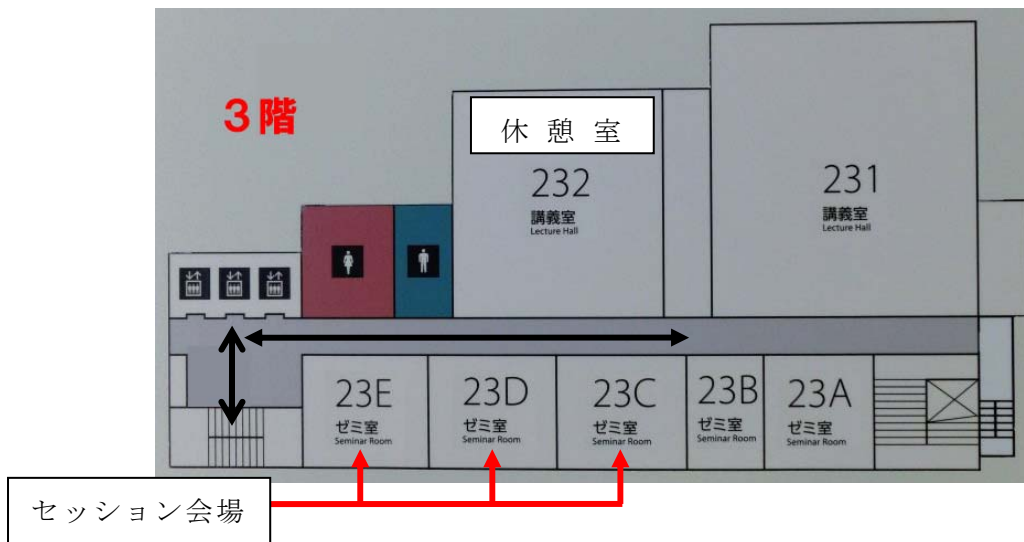 3階
休 憩 室
232
講義室
Lecture Hall
231
講義室
Lecture Hall
23E
ゼミ室
Seminar Room
23D
ゼミ室
Seminar Room
23C
ゼミ室
Seminar Room
23B
ゼミ室
Seminar Room
23A
ゼミ室
Seminar Room
セッション会場